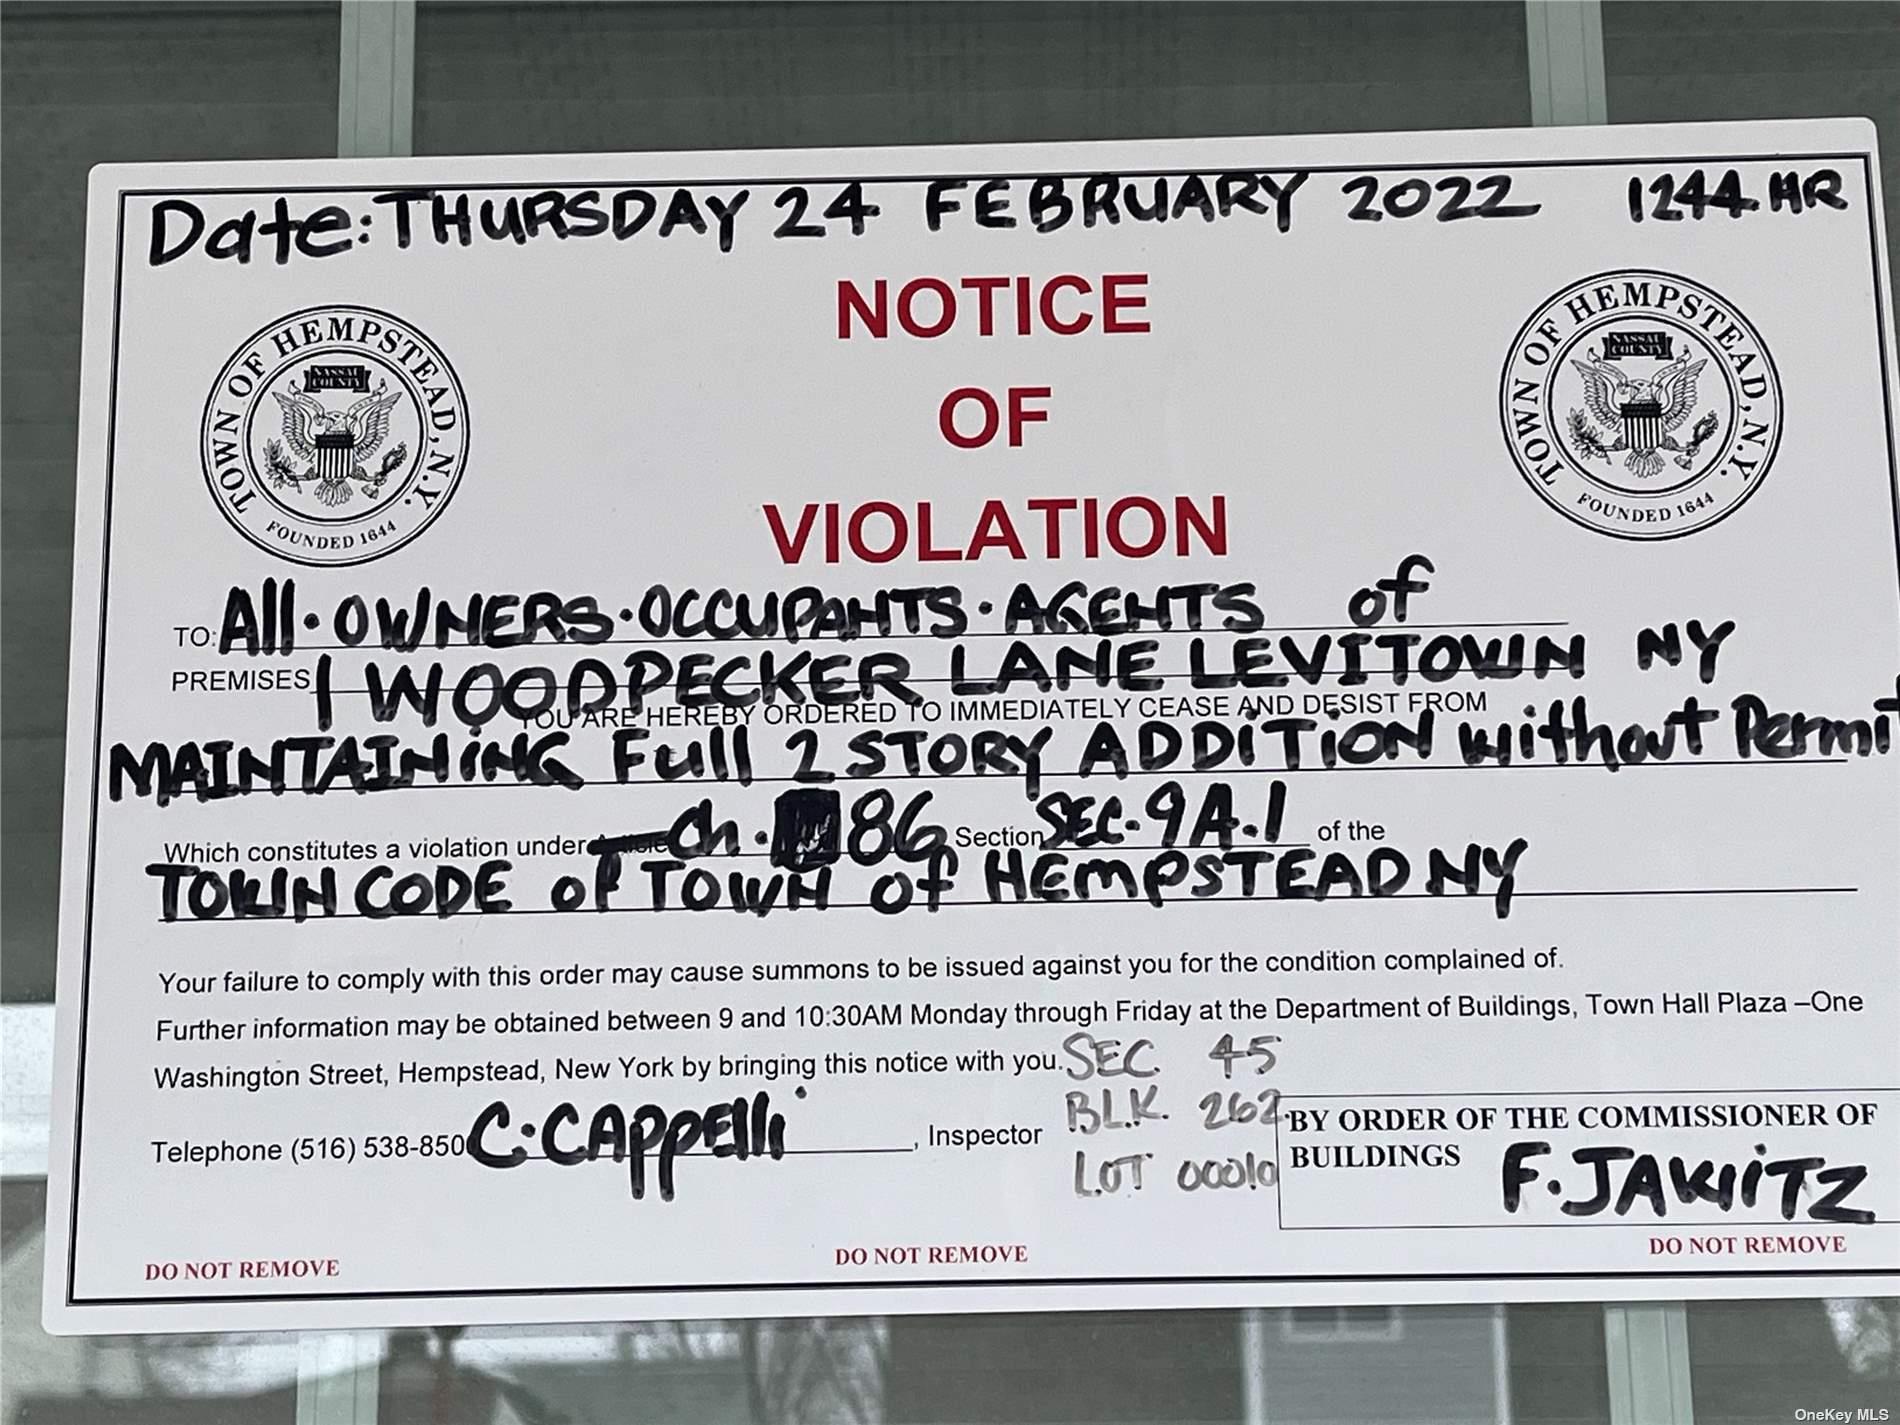 Date: THURSDAY 24 FEBRUARY 2022 1244.HR
NOTICE
OF
VIOLATION
TOWN OF HEMPSTEAD, N.Y.
NASSAU COUNTY
FOUNDED 1644
TOWN OF HEMPSTEAD, N.Y.
NASSAU COUNTY
FOUNDED 1644
TO: All·OWNERS·OCCUPANTS·AGENTS of
PREMISES 1 WOODPECKER LANE LEVITOWN NY
YOU ARE HEREBY ORDERED TO IMMEDIATELY CEASE AND DESIST FROM
MAINTAINING Full 2 STORY ADDITION without Permit
Which constitutes a violation under Ch. 86 Section SEC.9A.1 of the
TOWN CODE of TOWN of HEMPSTEAD NY
Your failure to comply with this order may cause summons to be issued against you for the condition complained of.
Further information may be obtained between 9 and 10:30AM Monday through Friday at the Department of Buildings, Town Hall Plaza –One
Washington Street, Hempstead, New York by bringing this notice with you. SEC. 45
BLK. 262.
LOT 00010
Telephone (516) 538-850 C.CAPPElli, Inspector
BY ORDER OF THE COMMISSIONER OF
BUILDINGS F.JAWITZ
DO NOT REMOVE DO NOT REMOVE DO NOT REMOVE
OneKey MLS